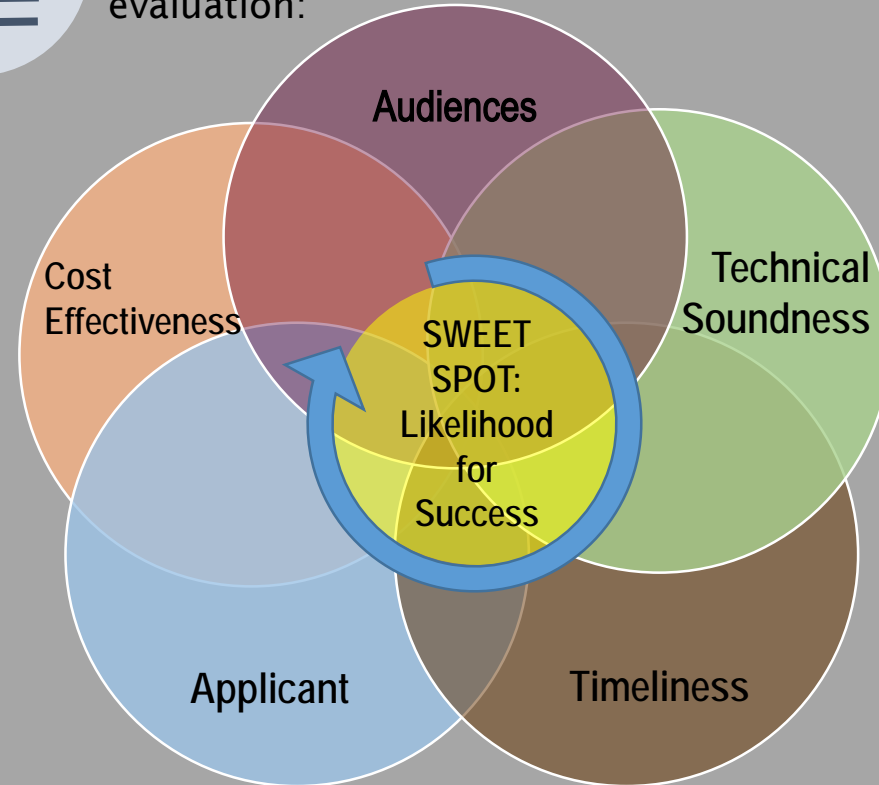 evaluation:
Audiences
Cost
Effectiveness
Technical
Soundness
SWEET
SPOT:
Likelihood
for
Success
Applicant
Timeliness